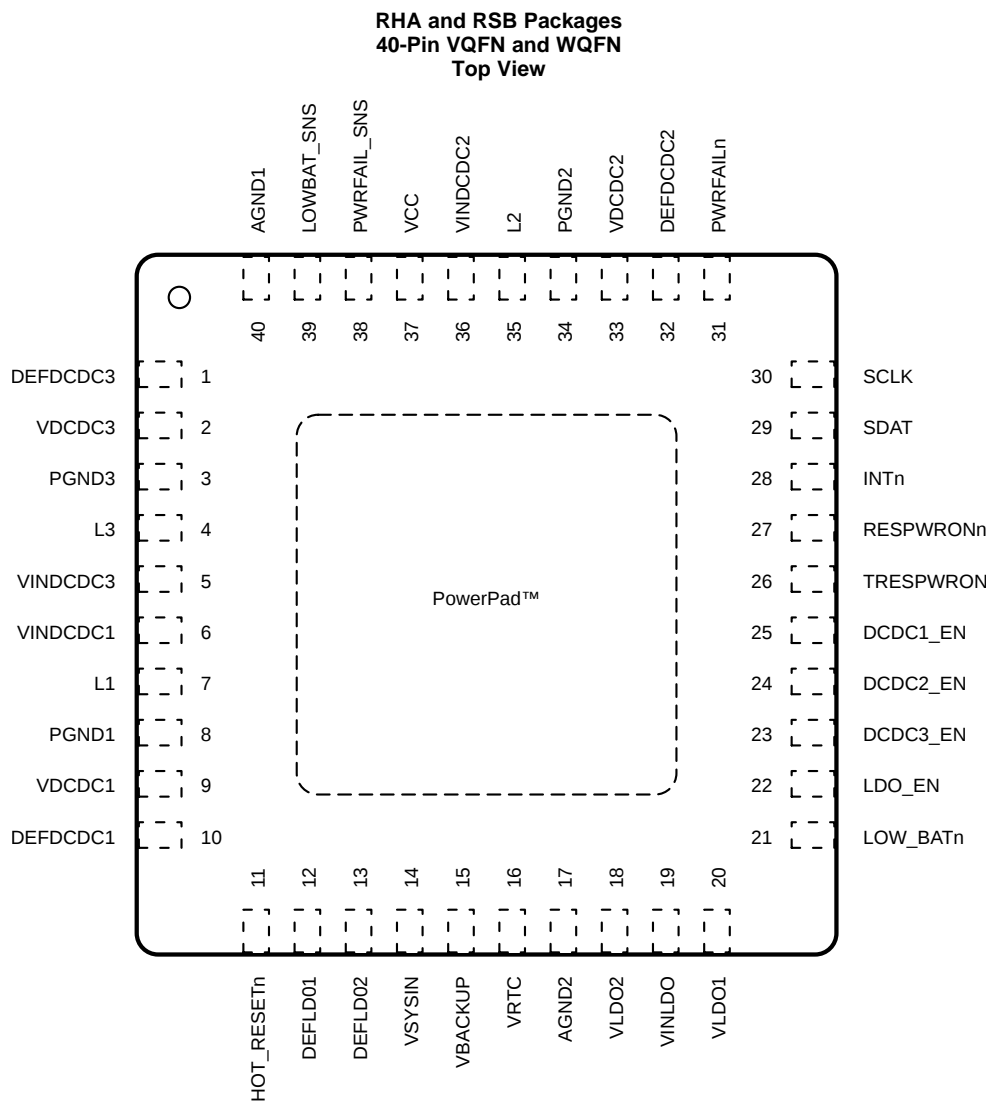 RHA and RSB Packages
40-Pin VQFN and WQFN
Top View
AGND1
LOWBAT_SNS
PWRFAIL_SNS
VCC
VINDCDC2
L2
PGND2
VDCDC2
DEFDCDC2
PWRFAILn
40
39
38
37
36
35
34
33
32
31
DEFDCDC3 1
VDCDC3 2
PGND3 3
L3 4
VINDCDC3 5
VINDCDC1 6
L1 7
PGND1 8
VDCDC1 9
DEFDCDC1 10
PowerPad™
30 SCLK
29 SDAT
28 INTn
27 RESPWRONn
26 TRESPWRON
25 DCDC1_EN
24 DCDC2_EN
23 DCDC3_EN
22 LDO_EN
21 LOW_BATn
11
12
13
14
15
16
17
18
19
20
HOT_RESETn
DEFLD01
DEFLD02
VSYSIN
VBACKUP
VRTC
AGND2
VLDO2
VINLDO
VLDO1